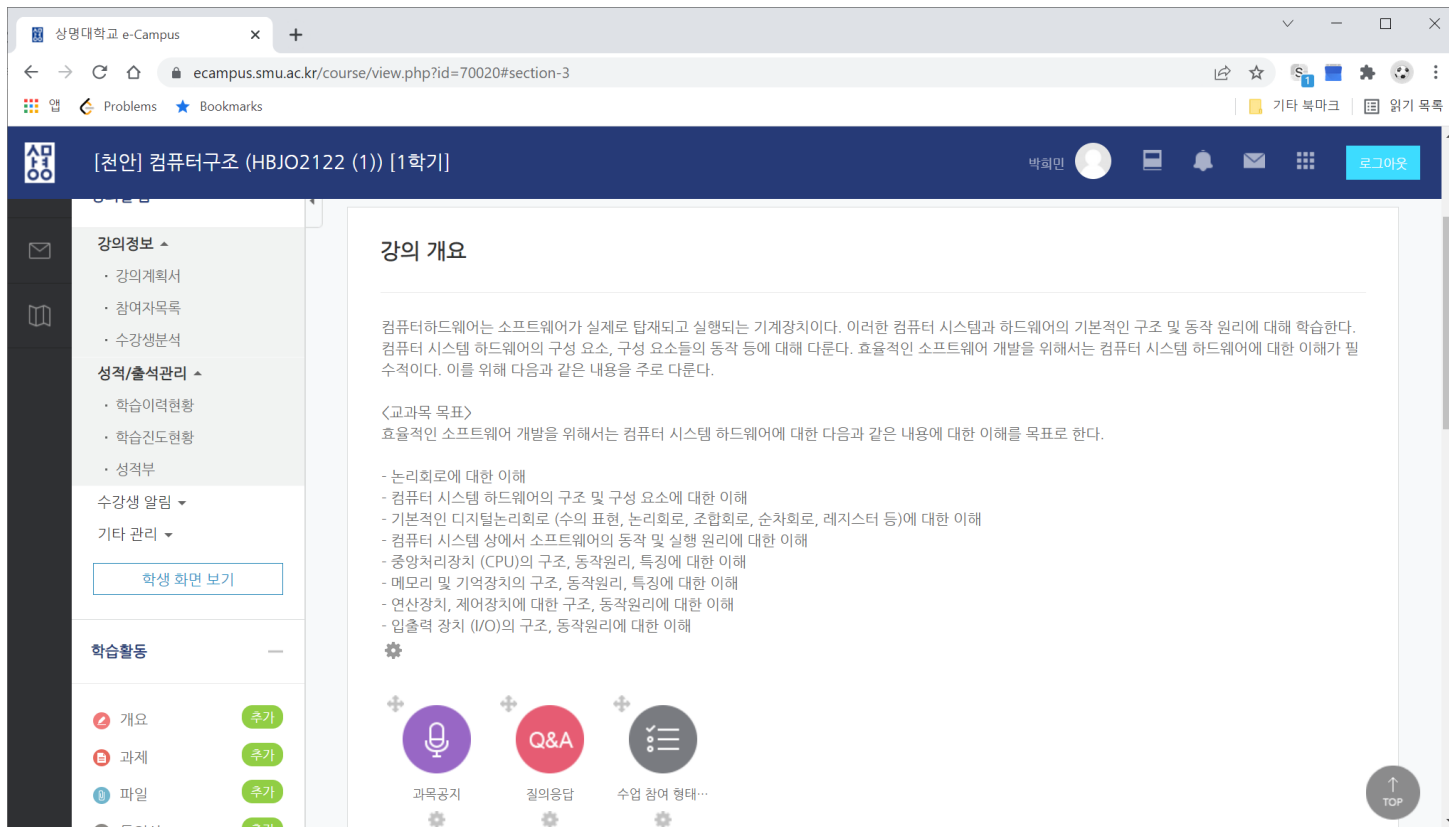 상명대학교 e-Campus
ecampus.smu.ac.kr/course/view.php?id=70020#section-3
S
1
앱
Problems
Bookmarks
기타 북마크
읽기 목록
상명
[천안] 컴퓨터구조 (HBJO2122 (1)) [1학기]
박희민
로그아웃
강의정보
· 강의계획서
· 참여자목록
· 수강생분석
성적/출석관리
· 학습이력현황
· 학습진도현황
· 성적부
수강생 알림
기타 관리
학생 화면 보기
학습활동
개요
추가
과제
추가
파일
추가
강의 개요
컴퓨터하드웨어는 소프트웨어가 실제로 탑재되고 실행되는 기계장치이다. 이러한 컴퓨터 시스템과 하드웨어의 기본적인 구조 및 동작 원리에 대해 학습한다.
컴퓨터 시스템 하드웨어의 구성 요소, 구성 요소들의 동작 등에 대해 다룬다. 효율적인 소프트웨어 개발을 위해서는 컴퓨터 시스템 하드웨어에 대한 이해가 필
수적이다. 이를 위해 다음과 같은 내용을 주로 다룬다.
〈교과목 목표〉
효율적인 소프트웨어 개발을 위해서는 컴퓨터 시스템 하드웨어에 대한 다음과 같은 내용에 대한 이해를 목표로 한다.
- 논리회로에 대한 이해
- 컴퓨터 시스템 하드웨어의 구조 및 구성 요소에 대한 이해
- 기본적인 디지털논리회로 (수의 표현, 논리회로, 조합회로, 순차회로, 레지스터 등)에 대한 이해
- 컴퓨터 시스템 상에서 소프트웨어의 동작 및 실행 원리에 대한 이해
- 중앙처리장치 (CPU)의 구조, 동작원리, 특징에 대한 이해
- 메모리 및 기억장치의 구조, 동작원리, 특징에 대한 이해
- 연산장치, 제어장치에 대한 구조, 동작원리에 대한 이해
- 입출력 장치 (I/O)의 구조, 동작원리에 대한 이해
Q&A
과목공지
질의응답
수업 참여 형태…
TOP